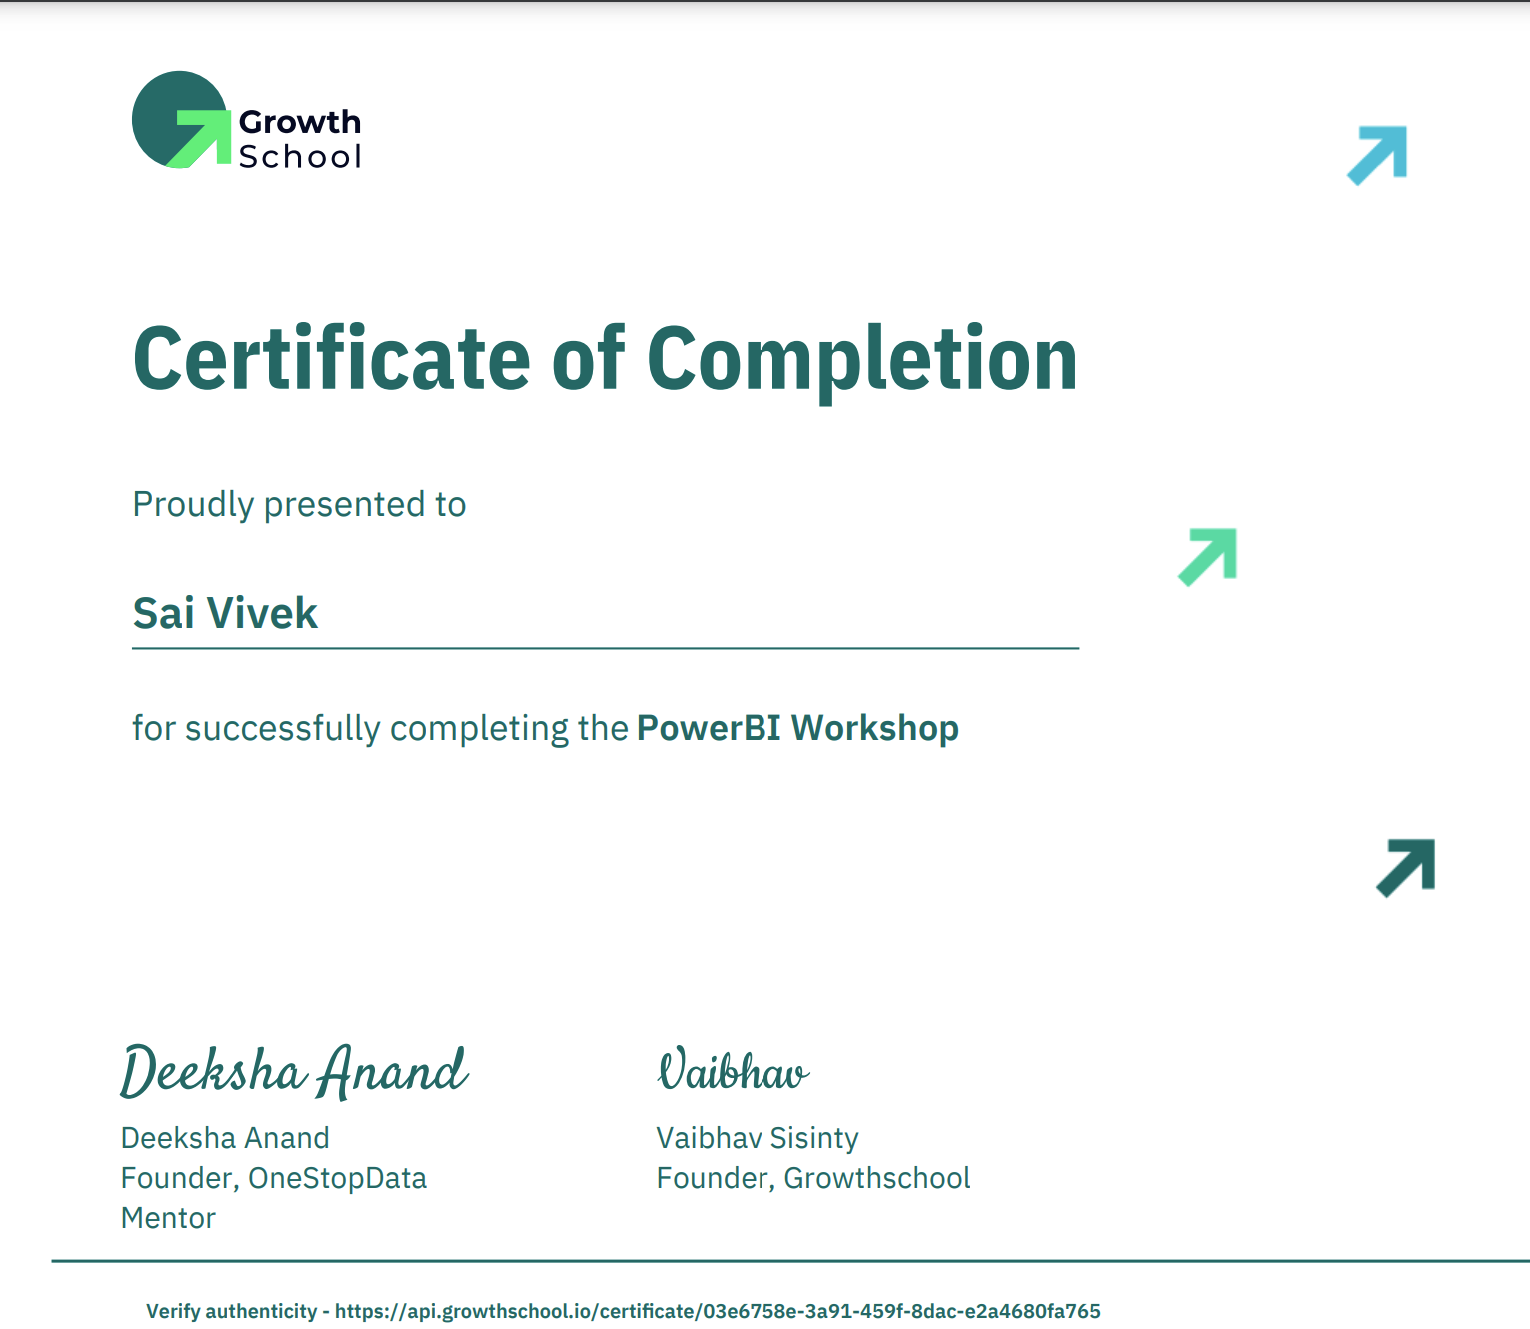 Growth
School
Certificate of Completion
Proudly presented to
Sai Vivek
for successfully completing the PowerBI Workshop
Deeksha Anand
Vaibhav
Deeksha Anand
Founder, OneStopData
Mentor
Vaibhav Sisinty
Founder, Growthschool
Verify authenticity - https://api.growthschool.io/certificate/03e6758e-3a91-459f-8dac-e2a4680fa765